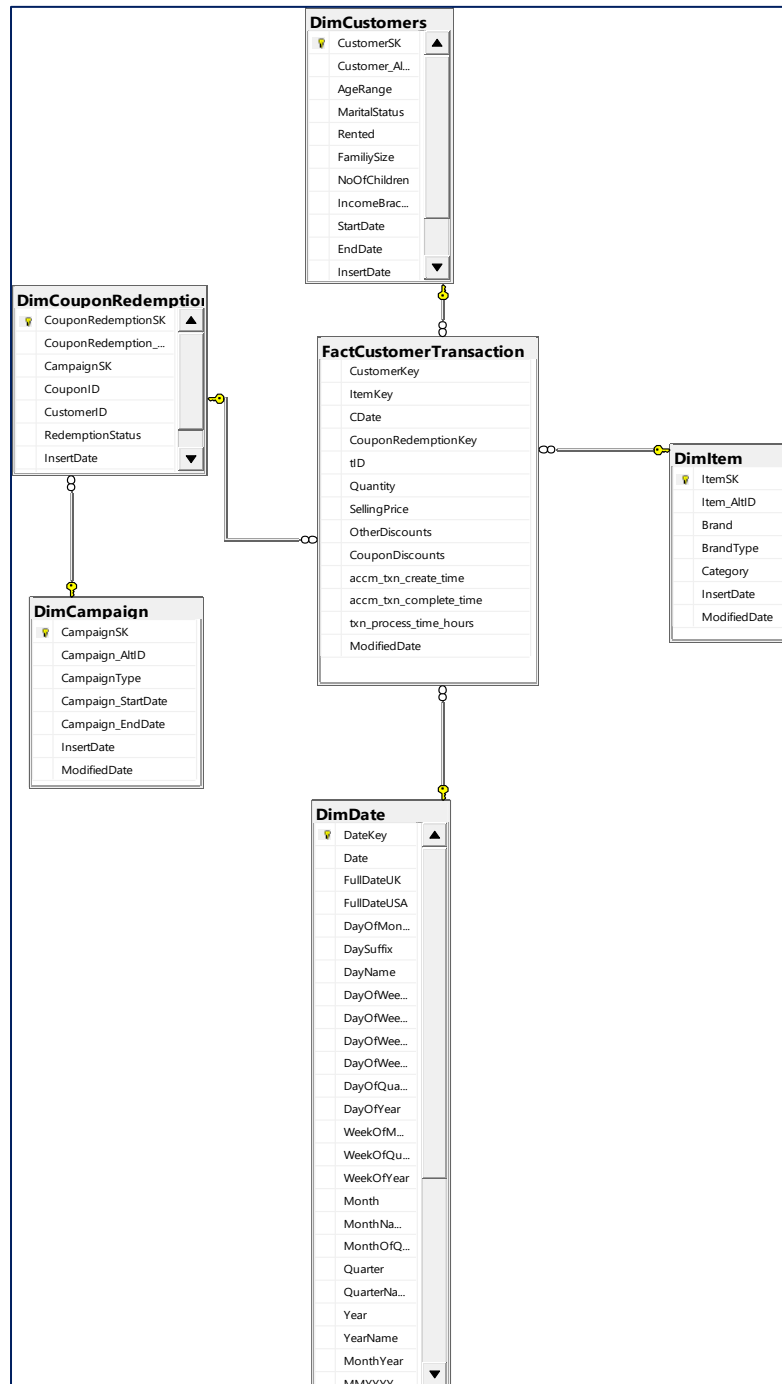 DimCustomers
CustomerSK
Customer_Al...
AgeRange
MaritalStatus
Rented
FamiliySize
NoOfChildren
IncomeBrac...
StartDate
EndDate
InsertDate
DimCouponRedemption
CouponRedemptionSK
CouponRedemption_...
CampaignSK
CouponID
CustomerID
RedemptionStatus
InsertDate
FactCustomerTransaction
CustomerKey
ItemKey
CDate
CouponRedemptionKey
tID
Quantity
SellingPrice
OtherDiscounts
CouponDiscounts
accm_txn_create_time
accm_txn_complete_time
txn_process_time_hours
ModifiedDate
DimItem
ItemSK
Item_AltID
Brand
BrandType
Category
InsertDate
ModifiedDate
DimCampaign
CampaignSK
Campaign_AltID
CampaignType
Campaign_StartDate
Campaign_EndDate
InsertDate
ModifiedDate
DimDate
DateKey
Date
FullDateUK
FullDateUSA
DayOfMon...
DaySuffix
DayName
DayOfWee...
DayOfWee...
DayOfWee...
DayOfWee...
DayOfQua...
DayOfYear
WeekOfM...
WeekOfQu...
WeekOfYear
Month
MonthNa...
MonthOfQ...
Quarter
QuarterNa...
Year
YearName
MonthYear
MMYYYY